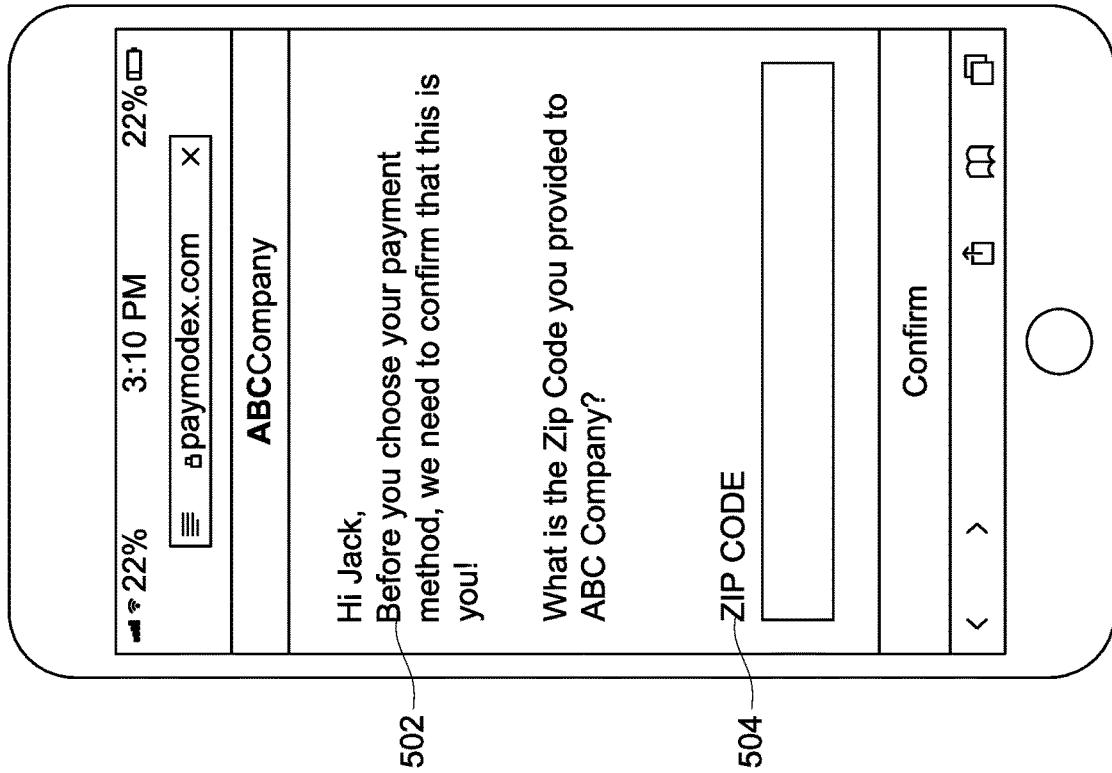 22% 3:10 PM 22%
paymodex.com X
ABCCompany
Hi Jack,
Before you choose your payment
method, we need to confirm that this is
you!
What is the Zip Code you provided to
ABC Company?
ZIP CODE
Confirm
< >
502
504